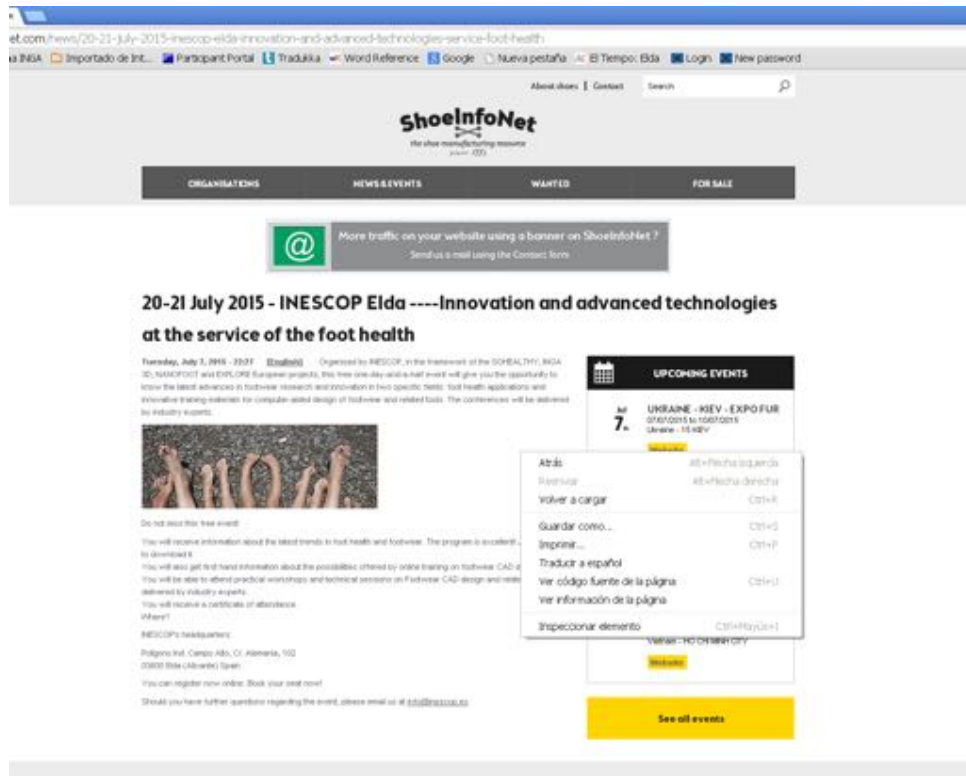 et.com/news/20-21-july-2015-inescop-elda-innovation-and-advanced-technologies-service-foot-health
Importado de Int... Participant Portal Tradukka Word Reference Google Nueva pestaña El Tiempo: Elda Login New password
About shoes Contact Search
ShoeInfoNet
the shoe manufacturing resource
ORGANISATIONS NEWS & EVENTS WANTED FOR SALE
@ More traffic on your website using a banner on ShoeInfoNet ?
Send us a mail using the Contact Form
20-21 July 2015 - INESCOP Elda ----Innovation and advanced technologies
at the service of the foot health
Tuesday, July 7, 2015 - 22:27 (English) Organised by INESCOP, in the framework of the SOHEALTHY, INGA
3D, NANOFOOT and EXPLORE European projects, this free one-day-and-a-half event will give you the opportunity to
know the latest advances in footwear research and innovation in two specific fields: foot health applications and
innovative training materials for computer-aided design of footwear and related tools. The conferences will be delivered
by industry experts.
UPCOMING EVENTS
Jul
7. UKRAINE - KIEV - EXPO FUR
07/07/2015 to 10/07/2015
Ukraine - KIEV
Website
Atrás Alt+Flecha izquierda
Reenviar Alt+Flecha derecha
Volver a cargar Ctrl+R
Guardar como... Ctrl+S
Imprimir... Ctrl+P
Traducir a español
Ver código fuente de la página Ctrl+U
Ver información de la página
Inspeccionar elemento Ctrl+Mayús+I
Do not miss this free event!
You will receive information about the latest trends in foot health and footwear. The program is excellent!
to download it
You will also get first hand information about the possibilities offered by online training on footwear CAD
You will be able to attend practical workshops and technical sessions on Footwear CAD design and
delivered by industry experts.
You will receive a certificate of attendance
Where?
INESCOP's headquarters
Polígono Ind. Campo Alto, C/ Alemania, 102
03600 Elda (Alicante) Spain
You can register now online. Book your seat now!
Should you have further questions regarding the event, please email us at info@inescop.es
Vietnam - HO CHI MINH CITY
Website
See all events